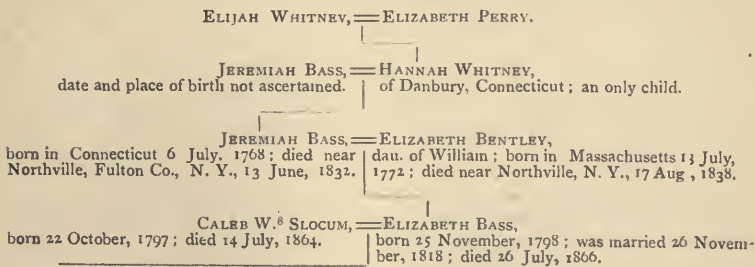 ELIJAH WHITNEY,=ELIZABETH PERRY.
JEREMIAH BASS,=HANNAH WHITNEY,
date and place of birth not ascertained. of Danbury, Connecticut; an only child.
JEREMIAH BASS,=ELIZABETH BENTLEY,
born in Connecticut 6 July, 1768; died near dau. of William; born in Massachusetts 13 July,
Northville, Fulton Co., N. Y., 13 June, 1832. 1772; died near Northville, N. Y., 17 Aug, 1838.
CALEB W.⁸ SLOCUM,=ELIZABETH BASS,
born 22 October, 1797; died 14 July, 1864. born 25 November, 1798; was married 26 Novem-
ber, 1818; died 26 July, 1866.